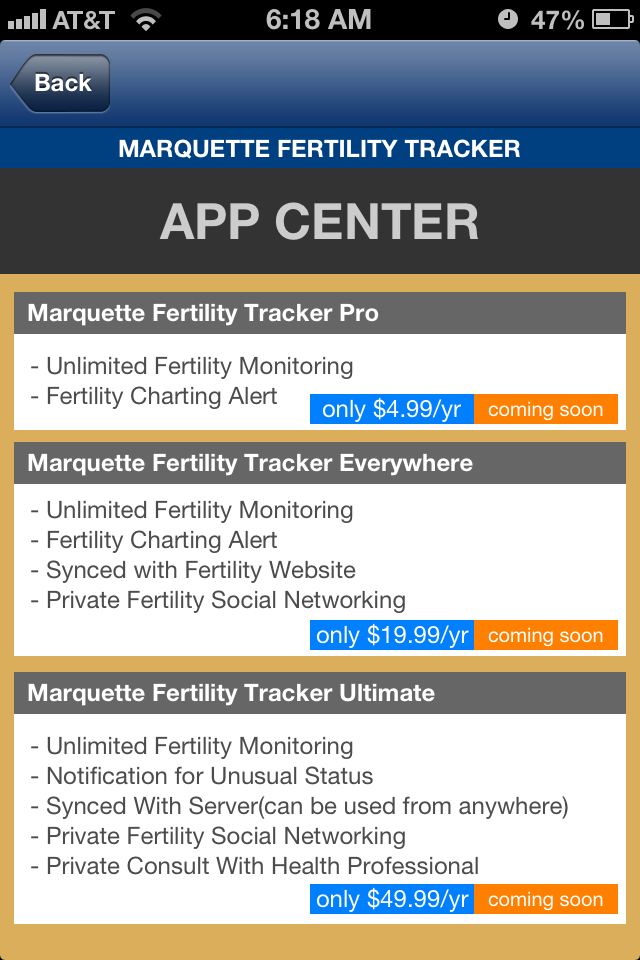 AT&T 6:18 AM 47%
Back
MARQUETTE FERTILITY TRACKER
APP CENTER
Marquette Fertility Tracker Pro
- Unlimited Fertility Monitoring
- Fertility Charting Alert
only $4.99/yr coming soon
Marquette Fertility Tracker Everywhere
- Unlimited Fertility Monitoring
- Fertility Charting Alert
- Synced with Fertility Website
- Private Fertility Social Networking
only $19.99/yr coming soon
Marquette Fertility Tracker Ultimate
- Unlimited Fertility Monitoring
- Notification for Unusual Status
- Synced With Server(can be used from anywhere)
- Private Fertility Social Networking
- Private Consult With Health Professional
only $49.99/yr coming soon